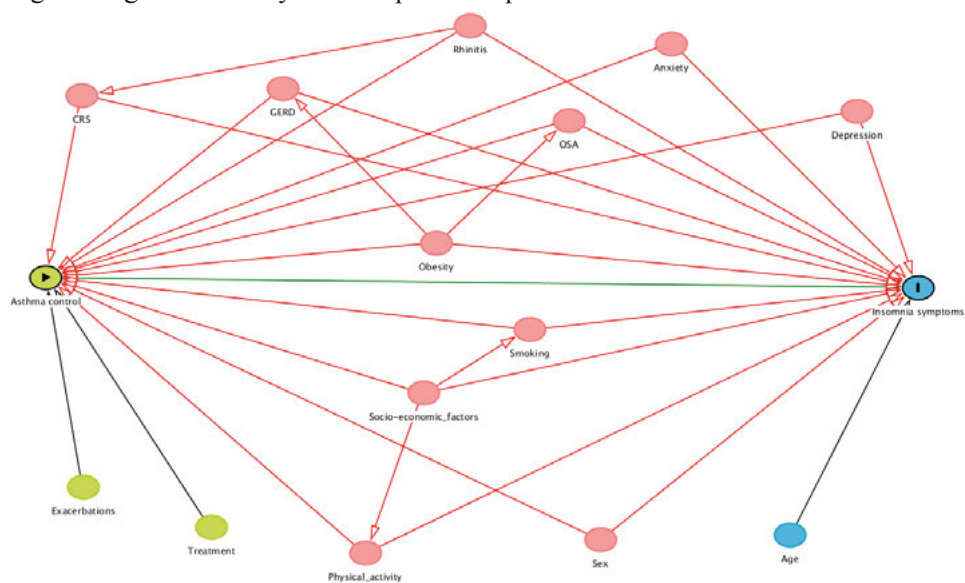 Rhinitis
Anxiety
CRS
GERD
OSA
Depression
Obesity
Asthma control
Insomnia symptoms
Smoking
Socio-economic_factors
Exacerbations
Treatment
Physical_activity
Sex
Age